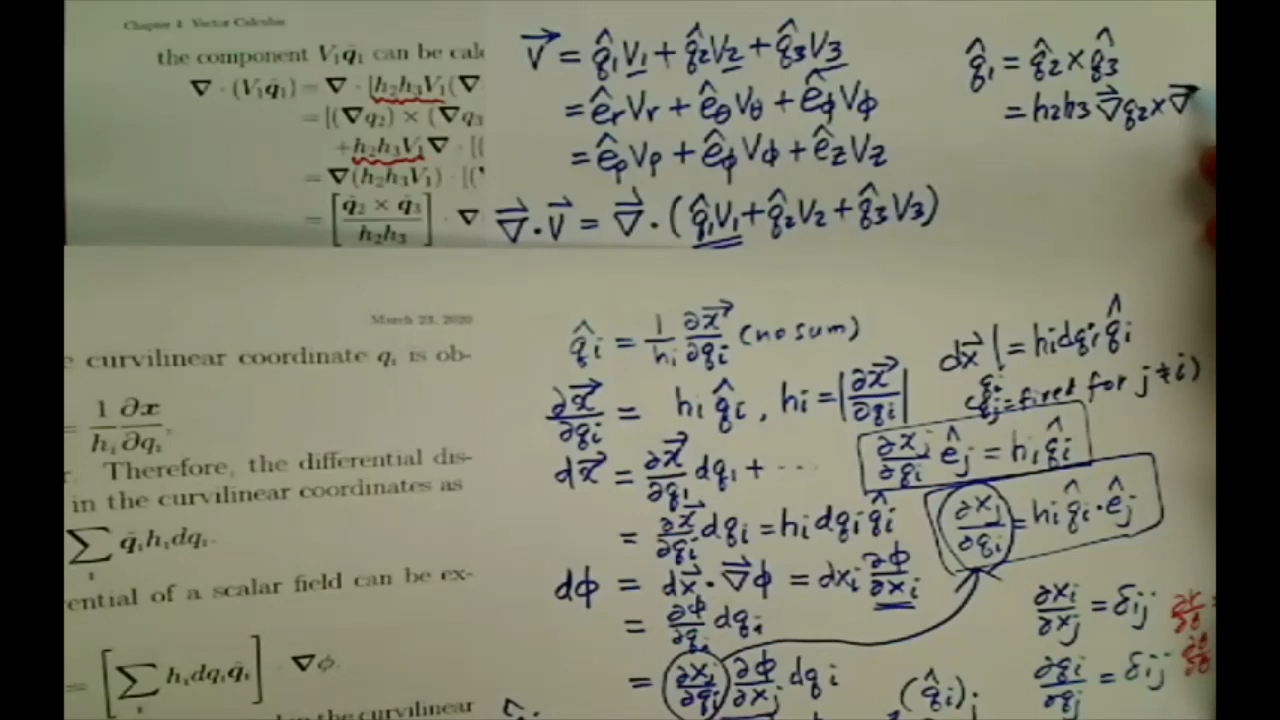 Chapter 4 Vector Calculus
the component V₁q̂₁ can be calc
∇ · (V₁q̂₁) = ∇ · [h₂h₃V₁(∇
= [(∇q₂) × (∇q₃
+h₂h₃V₁∇ · [(
= ∇(h₂h₃V₁) · [(
= [q̂₂ × q̂₃ / h₂h₃] · ∇
V⃗ = q̂₁V₁ + q̂₂V₂ + q̂₃V₃
= êᵣVᵣ + ê_θV_θ + ê_φV_φ
= ê_ρV_ρ + ê_φV_φ + ê_zV_z
∇⃗ · V⃗ = ∇⃗ · (q̂₁V₁ + q̂₂V₂ + q̂₃V₃)
q̂₁ = q̂₂ × q̂₃
= h₂h₃ ∇⃗q₂ × ∇⃗
March 23, 2020
e curvilinear coordinate qᵢ is ob-
= 1/hᵢ ∂x/∂qᵢ,
r. Therefore, the differential dis-
in the curvilinear coordinates as
∑ᵢ q̂ᵢhᵢdqᵢ.
rential of a scalar field can be ex-
= [∑ᵢ hᵢdqᵢq̂ᵢ] · ∇φ.
in the curvilinear
q̂ᵢ = 1/hᵢ ∂x⃗/∂qᵢ (no sum)
∂x⃗/∂qᵢ = hᵢq̂ᵢ, hᵢ = |∂x⃗/∂qᵢ|
dx⃗ = ∂x⃗/∂q₁ dq₁ + ···
= ∂x⃗/∂qᵢ dqᵢ = hᵢdqᵢq̂ᵢ
dφ = dx⃗ · ∇⃗φ = dxᵢ ∂φ/∂xᵢ
= ∂φ/∂qᵢ dqᵢ
= ∂xⱼ/∂qᵢ ∂φ/∂xⱼ dqᵢ
dx⃗|qᵢ = hᵢdqᵢq̂ᵢ
(qⱼ = fixed for j≠i)
∂xⱼ/∂qᵢ êⱼ = hᵢq̂ᵢ
∂xⱼ/∂qᵢ = hᵢq̂ᵢ · êⱼ
∂xᵢ/∂xⱼ = δᵢⱼ
∂qᵢ/∂qⱼ = δᵢⱼ
(q̂ᵢ)ⱼ